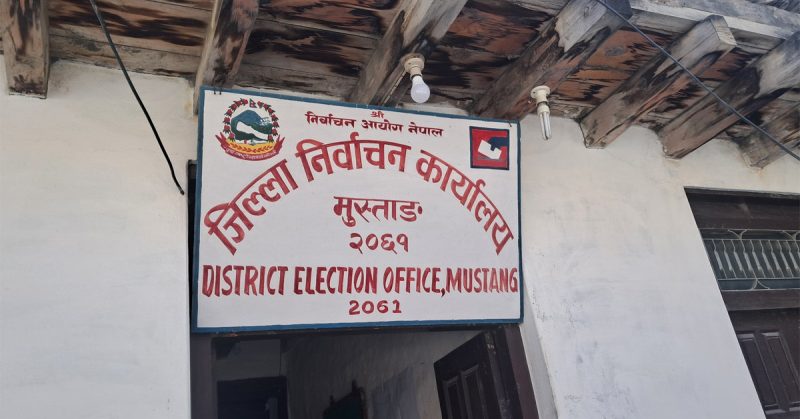 श्री
निर्वाचन आयोग नेपाल
जिल्ला निर्वाचन कार्यालय
मुस्ताङ
२०६१
DISTRICT ELECTION OFFICE, MUSTANG
2061